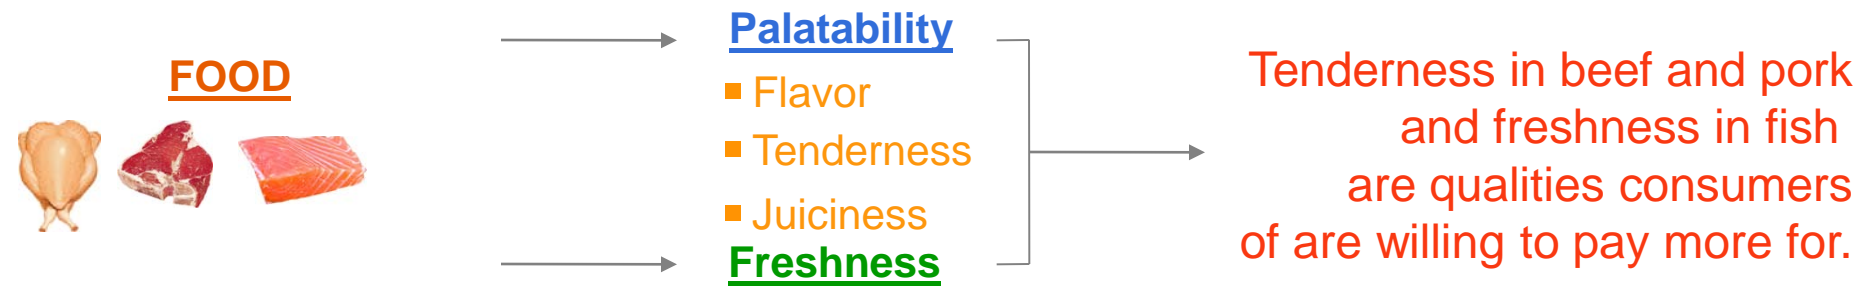 FOOD
Palatability
Flavor
Tenderness
Juiciness
Freshness
Tenderness in beef and pork
and freshness in fish
are qualities consumers
of are willing to pay more for.